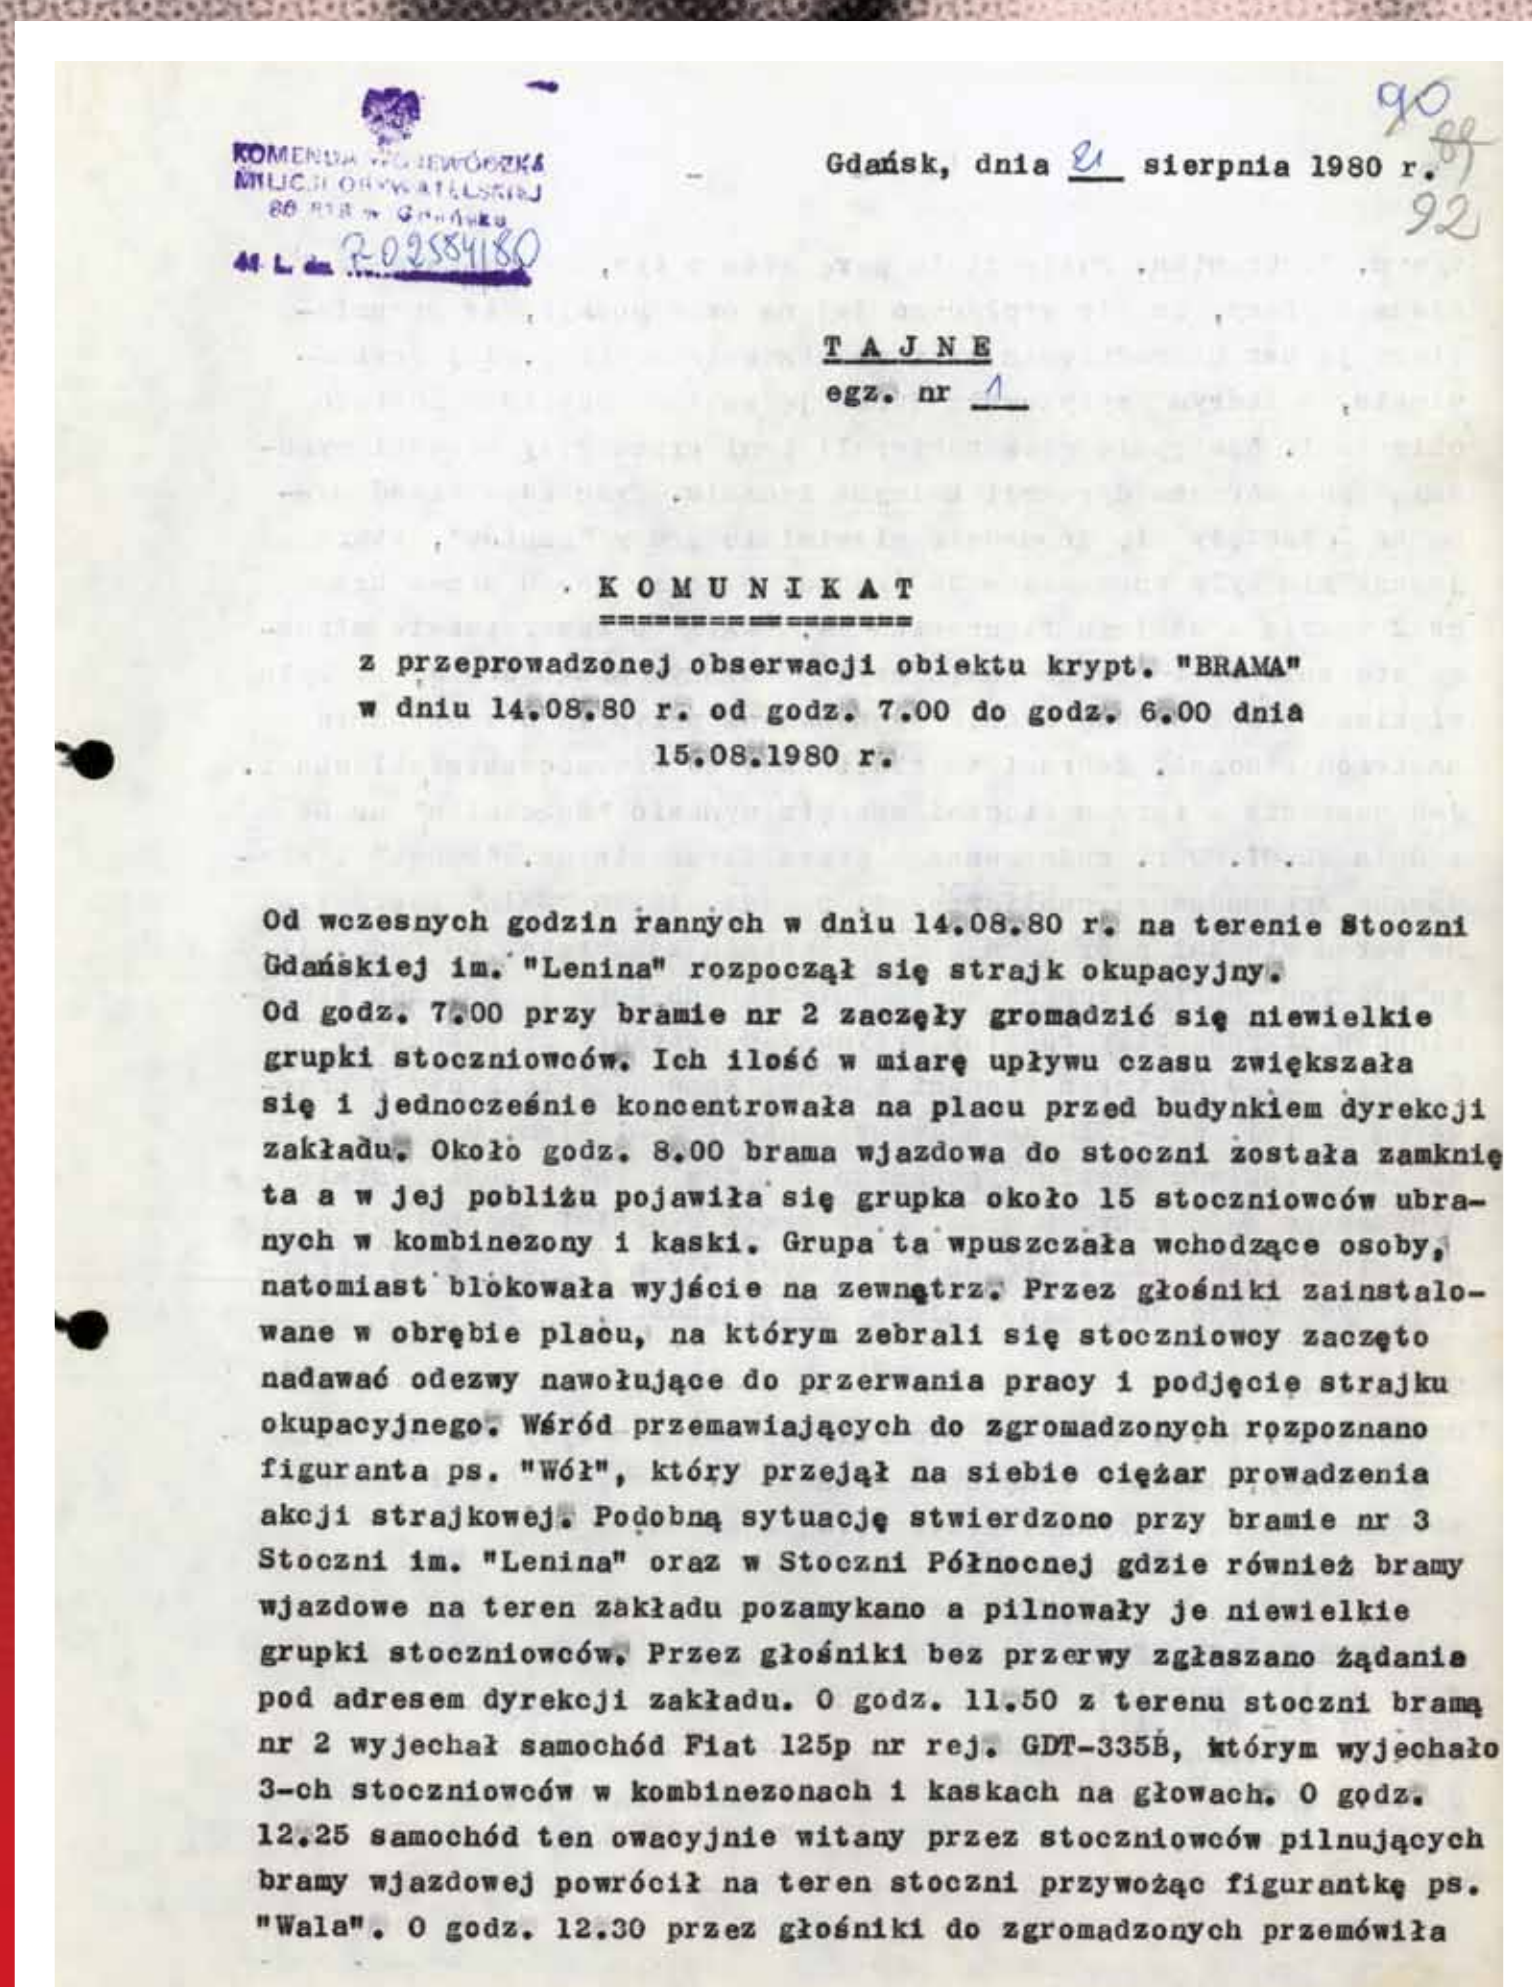 90
89
92
KOMENDA WOJEWÓDZKA
MILICJI OBYWATELSKIEJ
w Gdańsku
L. dz.
Gdańsk, dnia 21 sierpnia 1980 r.
T A J N E
egz. nr 1
K O M U N I K A T
=================
z przeprowadzonej obserwacji obiektu krypt. "BRAMA"
w dniu 14.08.80 r. od godz. 7.00 do godz. 6.00 dnia
15.08.1980 r.
Od wczesnych godzin rannych w dniu 14.08.80 r. na terenie Stoczni
Gdańskiej im. "Lenina" rozpoczął się strajk okupacyjny.
Od godz. 7.00 przy bramie nr 2 zaczęły gromadzić się niewielkie
grupki stoczniowców. Ich ilość w miarę upływu czasu zwiększała
się i jednocześnie koncentrowała na placu przed budynkiem dyrekcji
zakładu. Około godz. 8.00 brama wjazdowa do stoczni została zamknię
ta a w jej pobliżu pojawiła się grupka około 15 stoczniowców ubra-
nych w kombinezony i kaski. Grupa ta wpuszczała wchodzące osoby,
natomiast blokowała wyjście na zewnątrz. Przez głośniki zainstalo-
wane w obrębie placu, na którym zebrali się stoczniowcy zaczęto
nadawać odezwy nawołujące do przerwania pracy i podjęcie strajku
okupacyjnego. Wśród przemawiających do zgromadzonych rozpoznano
figuranta ps. "Wół", który przejął na siebie ciężar prowadzenia
akcji strajkowej. Podobną sytuację stwierdzono przy bramie nr 3
Stoczni im. "Lenina" oraz w Stoczni Północnej gdzie również bramy
wjazdowe na teren zakładu pozamykano a pilnowały je niewielkie
grupki stoczniowców. Przez głośniki bez przerwy zgłaszano żądania
pod adresem dyrekcji zakładu. O godz. 11.50 z terenu stoczni bramą
nr 2 wyjechał samochód Fiat 125p nr rej. GDT-335B, którym wyjechało
3-ch stoczniowców w kombinezonach i kaskach na głowach. O godz.
12.25 samochód ten owacyjnie witany przez stoczniowców pilnujących
bramy wjazdowej powrócił na teren stoczni przywożąc figurantkę ps.
"Wala". O godz. 12.30 przez głośniki do zgromadzonych przemówiła